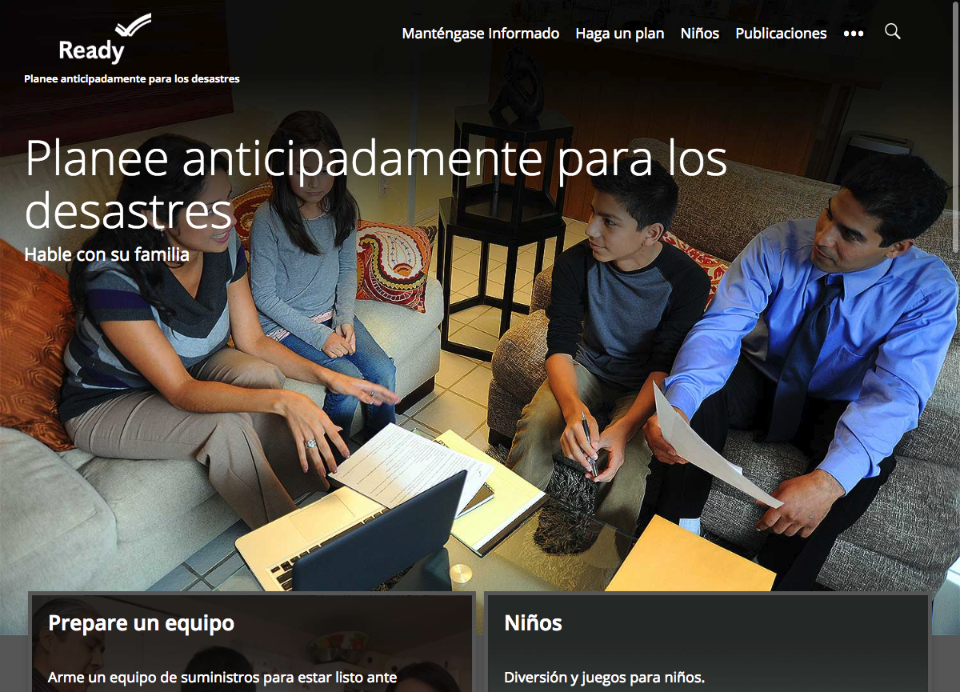 Ready
Planee anticipadamente para los desastres
Manténgase Informado
Haga un plan
Niños
Publicaciones
Planee anticipadamente para los
desastres
Hable con su familia
Prepare un equipo
Arme un equipo de suministros para estar listo ante
Niños
Diversión y juegos para niños.